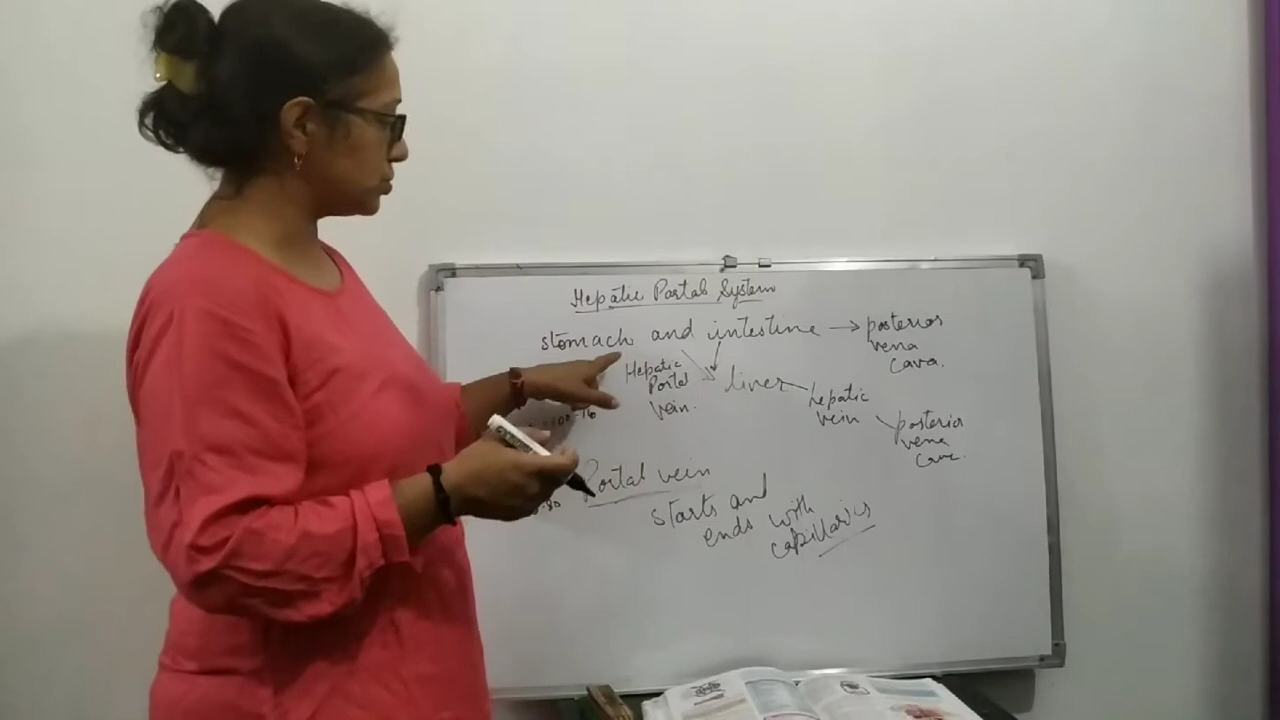 Hepatic Portal System
stomach and intestine → posterior
vena
cava.
Hepatic
Portal
vein.
liver
hepatic
vein
posterior
vena
cava.
Portal vein
starts and
ends with
capillaries